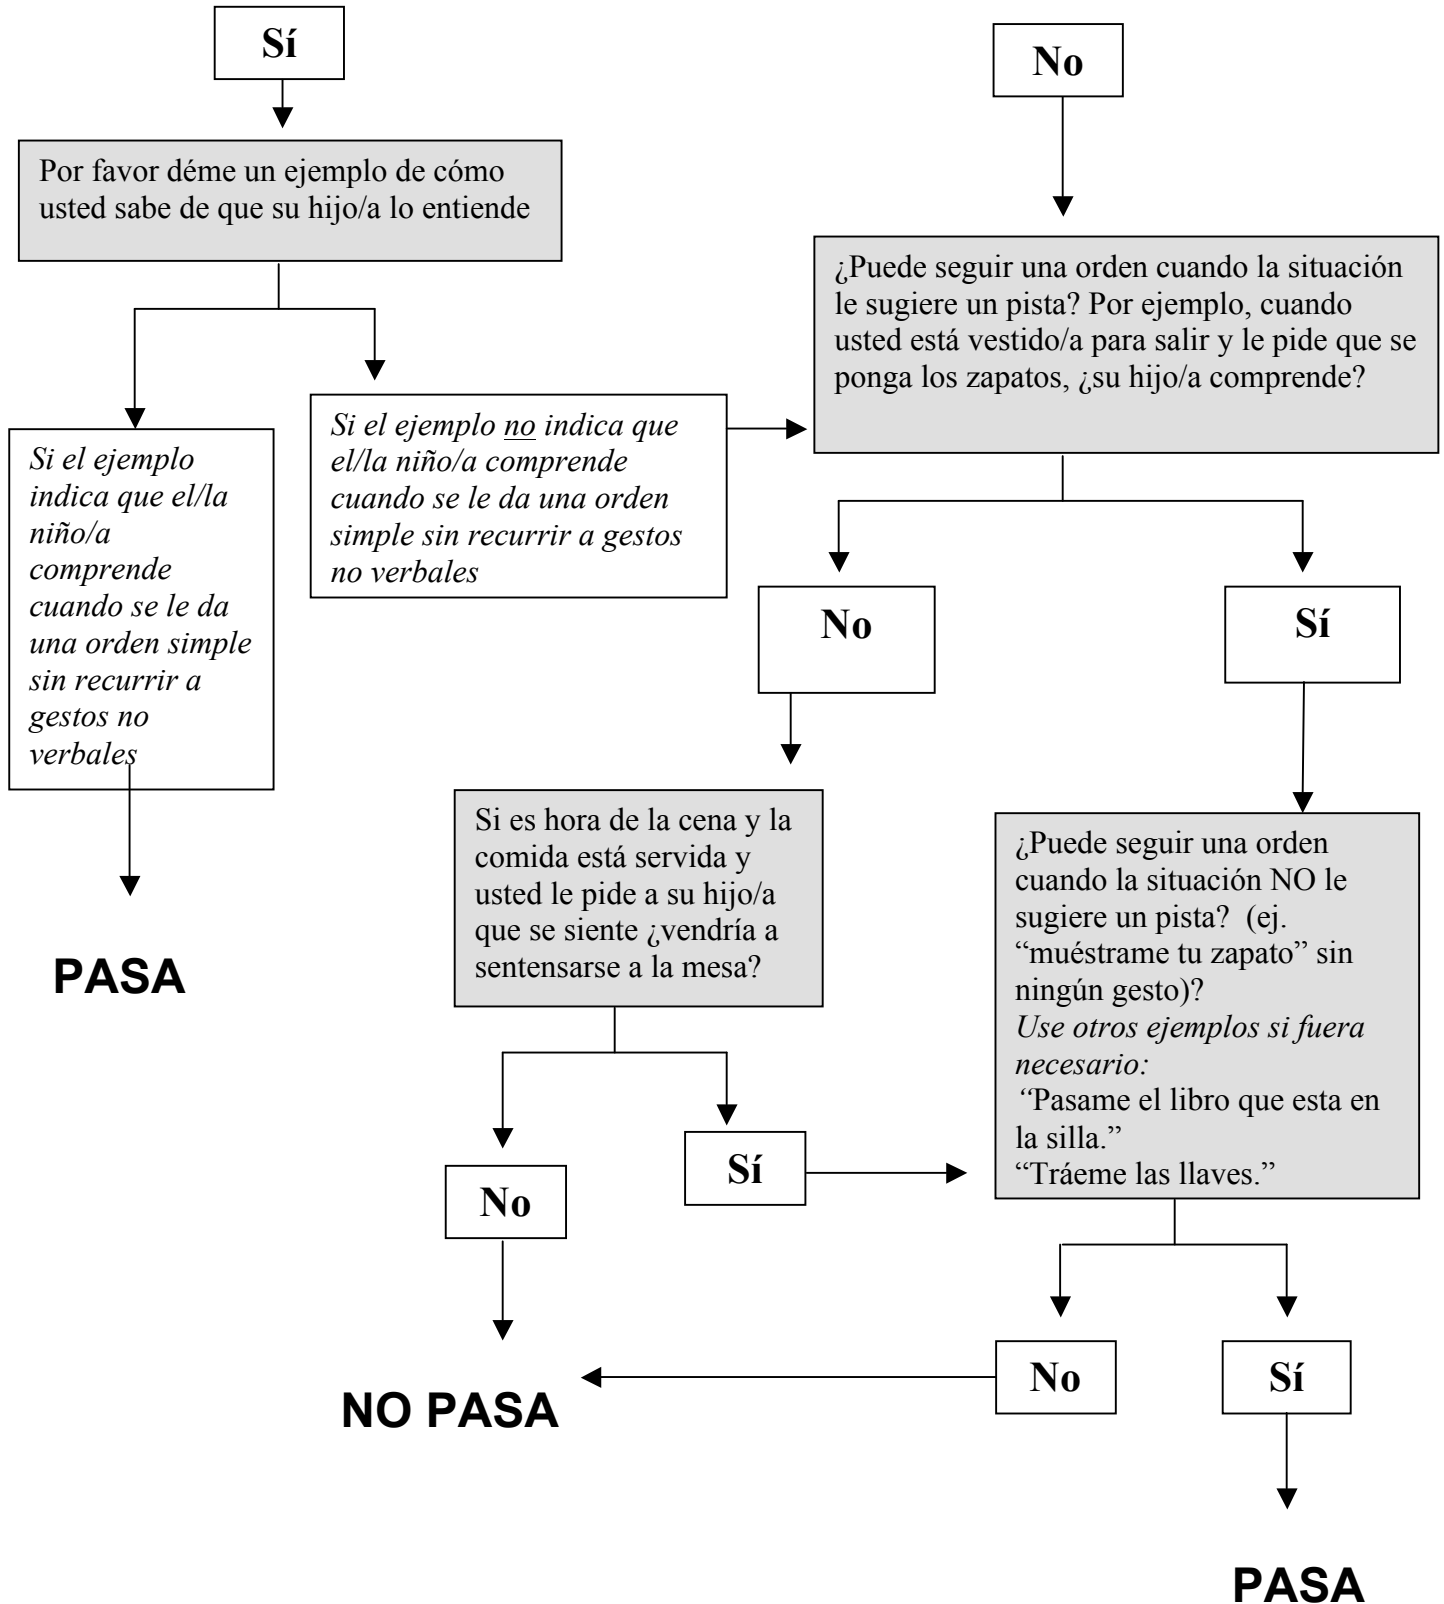 Sí
No
Por favor déme un ejemplo de cómo
usted sabe de que su hijo/a lo entiende
¿Puede seguir una orden cuando la situación
le sugiere un pista? Por ejemplo, cuando
usted está vestido/a para salir y le pide que se
ponga los zapatos, ¿su hijo/a comprende?
Si el ejemplo
indica que el/la
niño/a
comprende
cuando se le da
una orden simple
sin recurrir a
gestos no
verbales
Si el ejemplo no indica que
el/la niño/a comprende
cuando se le da una orden
simple sin recurrir a gestos
no verbales
No
Sí
PASA
Si es hora de la cena y la
comida está servida y
usted le pide a su hijo/a
que se siente ¿vendría a
sentensarse a la mesa?
¿Puede seguir una orden
cuando la situación NO le
sugiere un pista? (ej.
“muéstrame tu zapato” sin
ningún gesto)?
Use otros ejemplos si fuera
necesario:
“Pasame el libro que esta en
la silla.”
“Tráeme las llaves.”
No
Sí
No
Sí
NO PASA
PASA